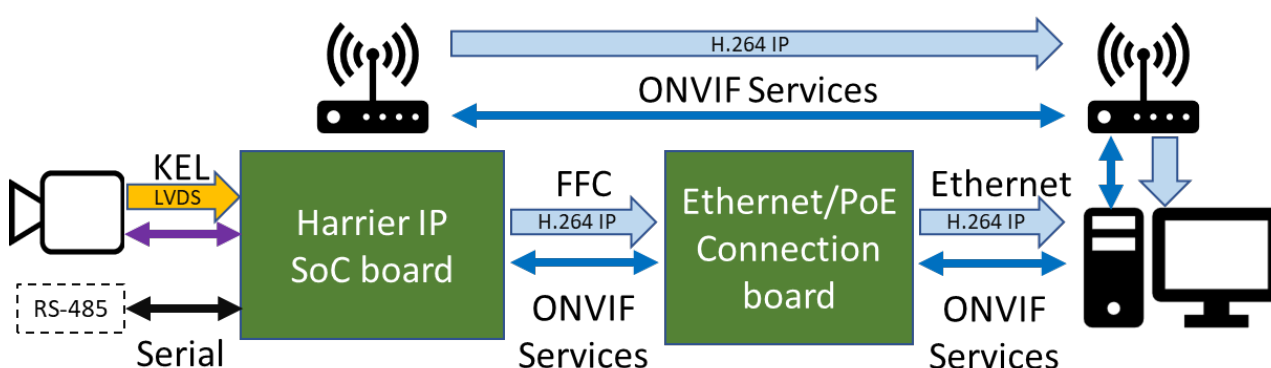 H.264 IP
ONVIF Services
KEL
LVDS
RS-485
Serial
Harrier IP
SoC board
FFC
H.264 IP
ONVIF
Services
Ethernet/PoE
Connection
board
Ethernet
H.264 IP
ONVIF
Services